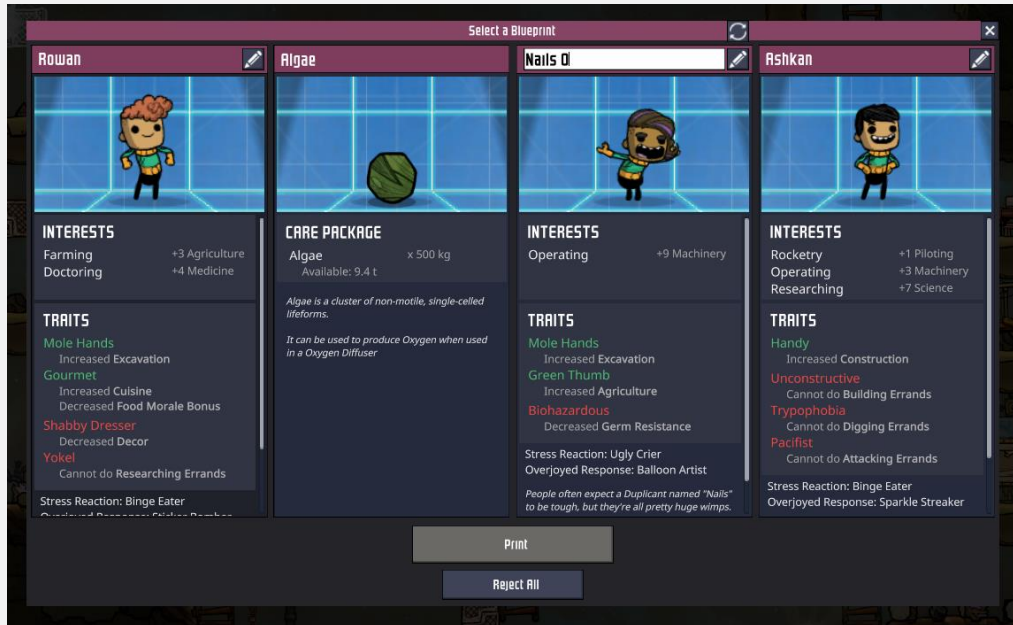 Select a Blueprint
Rowan
INTERESTS
Farming +3 Agriculture
Doctoring +4 Medicine
TRAITS
Mole Hands
Increased Excavation
Gourmet
Increased Cuisine
Decreased Food Morale Bonus
Shabby Dresser
Decreased Decor
Yokel
Cannot do Researching Errands
Stress Reaction: Binge Eater
Overjoyed Response: Sticker Bomber
Algae
CARE PACKAGE
Algae x 500 kg
Available: 9.4 t
Algae is a cluster of non-motile, single-celled
lifeforms.
It can be used to produce Oxygen when used
in a Oxygen Diffuser
Nails O
INTERESTS
Operating +9 Machinery
TRAITS
Mole Hands
Increased Excavation
Green Thumb
Increased Agriculture
Biohazardous
Decreased Germ Resistance
Stress Reaction: Ugly Crier
Overjoyed Response: Balloon Artist
People often expect a Duplicant named "Nails"
to be tough, but they're all pretty huge wimps.
Ashkan
INTERESTS
Rocketry +1 Piloting
Operating +3 Machinery
Researching +7 Science
TRAITS
Handy
Increased Construction
Unconstructive
Cannot do Building Errands
Trypophobia
Cannot do Digging Errands
Pacifist
Cannot do Attacking Errands
Stress Reaction: Binge Eater
Overjoyed Response: Sparkle Streaker
Print
Reject All